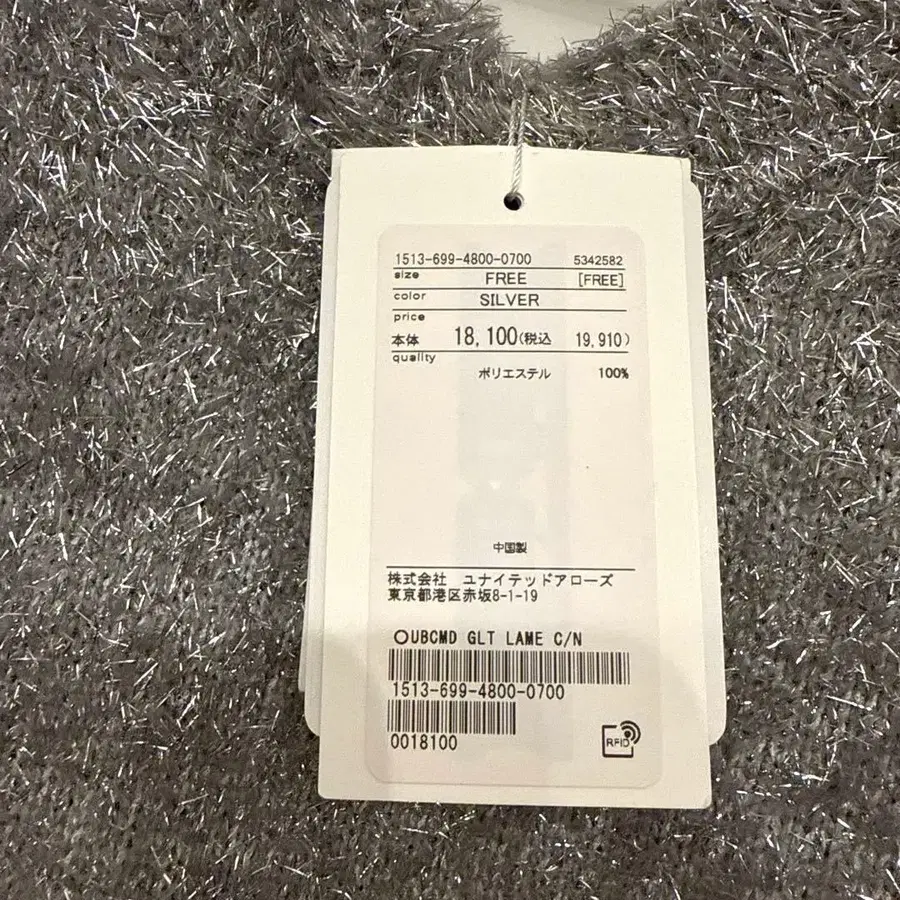 1513-699-4800-0700 5342582
size FREE [FREE]
color SILVER
price
本体 18,100(税込 19,910)
quality
ポリエステル 100%
中国製
株式会社 ユナイテッドアローズ
東京都港区赤坂8-1-19
○UBCMD GLT LAME C/N
1513-699-4800-0700
0018100
RFID